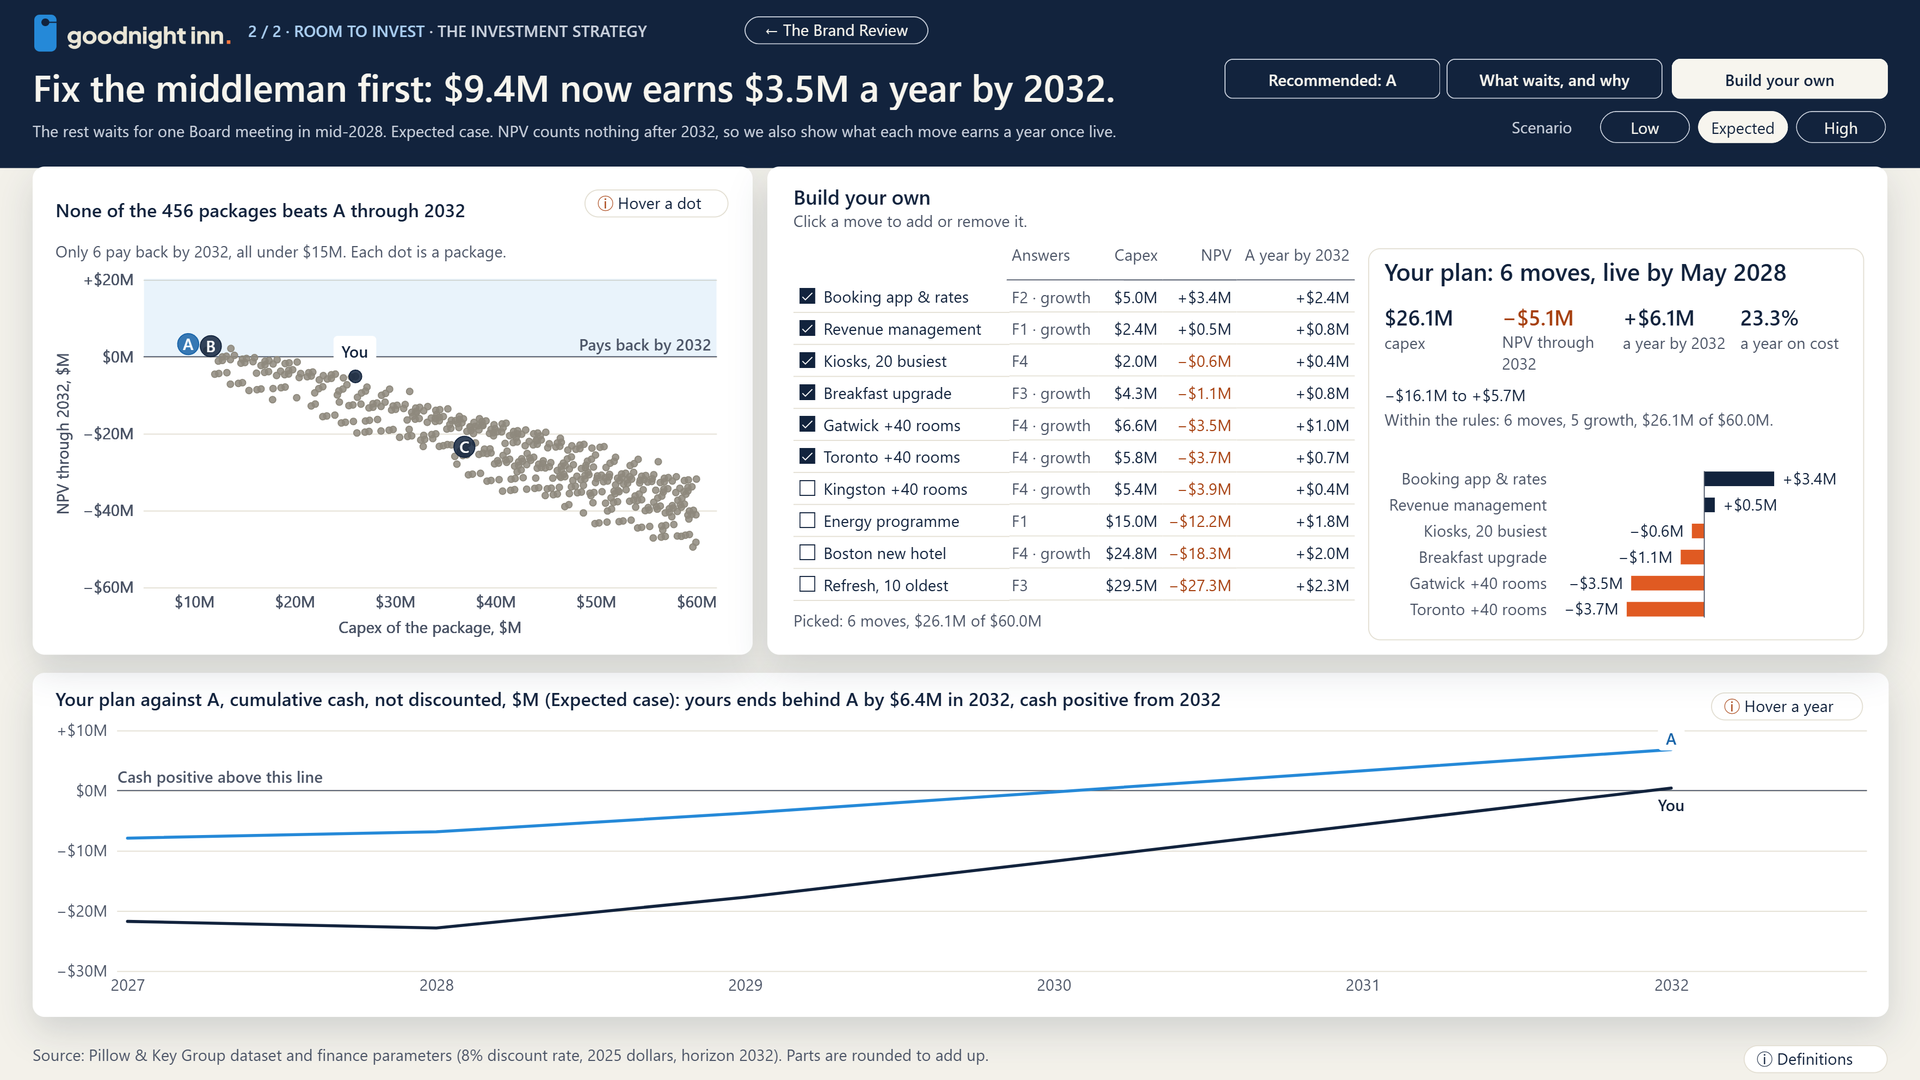 goodnight inn.
2 / 2 · ROOM TO INVEST · THE INVESTMENT STRATEGY
← The Brand Review
Fix the middleman first: $9.4M now earns $3.5M a year by 2032.
The rest waits for one Board meeting in mid-2028. Expected case. NPV counts nothing after 2032, so we also show what each move earns a year once live.
Recommended: A
What waits, and why
Build your own
Scenario
Low
Expected
High
None of the 456 packages beats A through 2032
ⓘ Hover a dot
Only 6 pay back by 2032, all under $15M. Each dot is a package.
NPV through 2032, $M
+$20M
$0M
−$20M
−$40M
−$60M
A
B
You
C
Pays back by 2032
$10M
$20M
$30M
$40M
$50M
$60M
Capex of the package, $M
Build your own
Click a move to add or remove it.
Answers Capex NPV A year by 2032
Booking app & rates F2 · growth $5.0M +$3.4M +$2.4M
Revenue management F1 · growth $2.4M +$0.5M +$0.8M
Kiosks, 20 busiest F4 $2.0M −$0.6M +$0.4M
Breakfast upgrade F3 · growth $4.3M −$1.1M +$0.8M
Gatwick +40 rooms F4 · growth $6.6M −$3.5M +$1.0M
Toronto +40 rooms F4 · growth $5.8M −$3.7M +$0.7M
Kingston +40 rooms F4 · growth $5.4M −$3.9M +$0.4M
Energy programme F1 $15.0M −$12.2M +$1.8M
Boston new hotel F4 · growth $24.8M −$18.3M +$2.0M
Refresh, 10 oldest F3 $29.5M −$27.3M +$2.3M
Picked: 6 moves, $26.1M of $60.0M
Your plan: 6 moves, live by May 2028
$26.1M
capex
−$5.1M
NPV through
2032
+$6.1M
a year by 2032
23.3%
a year on cost
−$16.1M to +$5.7M
Within the rules: 6 moves, 5 growth, $26.1M of $60.0M.
Booking app & rates +$3.4M
Revenue management +$0.5M
Kiosks, 20 busiest −$0.6M
Breakfast upgrade −$1.1M
Gatwick +40 rooms −$3.5M
Toronto +40 rooms −$3.7M
Your plan against A, cumulative cash, not discounted, $M (Expected case): yours ends behind A by $6.4M in 2032, cash positive from 2032
ⓘ Hover a year
+$10M
$0M
−$10M
−$20M
−$30M
Cash positive above this line
A
You
2027
2028
2029
2030
2031
2032
Source: Pillow & Key Group dataset and finance parameters (8% discount rate, 2025 dollars, horizon 2032). Parts are rounded to add up.
ⓘ Definitions